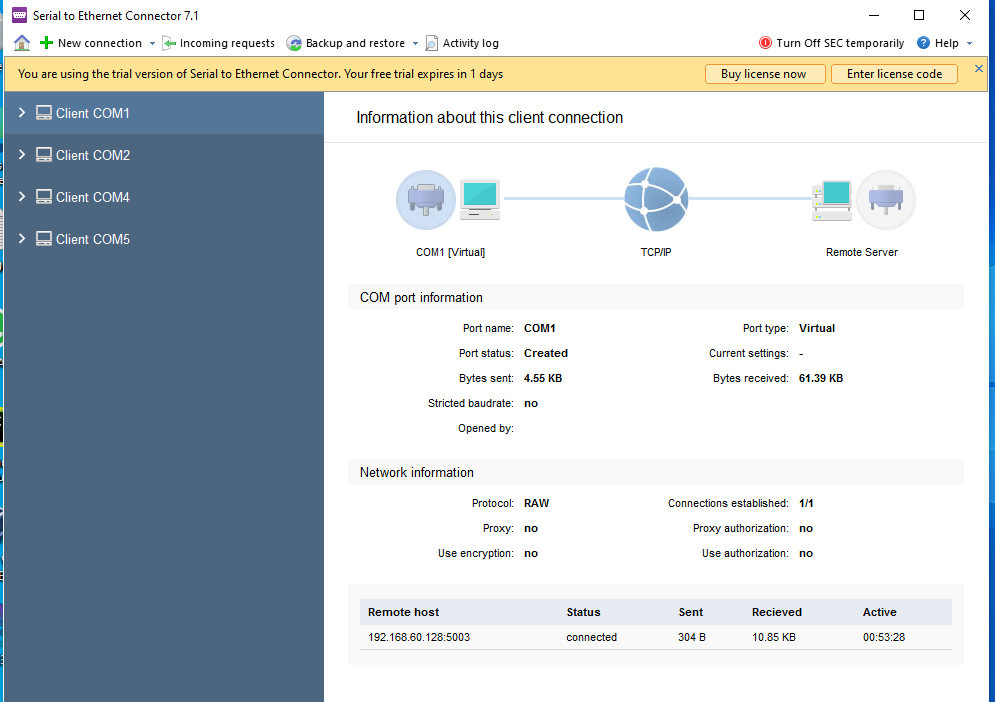 Serial to Ethernet Connector 7.1
New connection Incoming requests Backup and restore Activity log Turn Off SEC temporarily Help
You are using the trial version of Serial to Ethernet Connector. Your free trial expires in 1 days Buy license now Enter license code
Client COM1
Client COM2
Client COM4
Client COM5
Information about this client connection
COM1 [Virtual] TCP/IP Remote Server
COM port information
Port name: COM1 Port type: Virtual
Port status: Created Current settings: -
Bytes sent: 4.55 KB Bytes received: 61.39 KB
Stricted baudrate: no
Opened by:
Network information
Protocol: RAW Connections established: 1/1
Proxy: no Proxy authorization: no
Use encryption: no Use authorization: no
Remote host Status Sent Recieved Active
192.168.60.128:5003 connected 304 B 10.85 KB 00:53:28